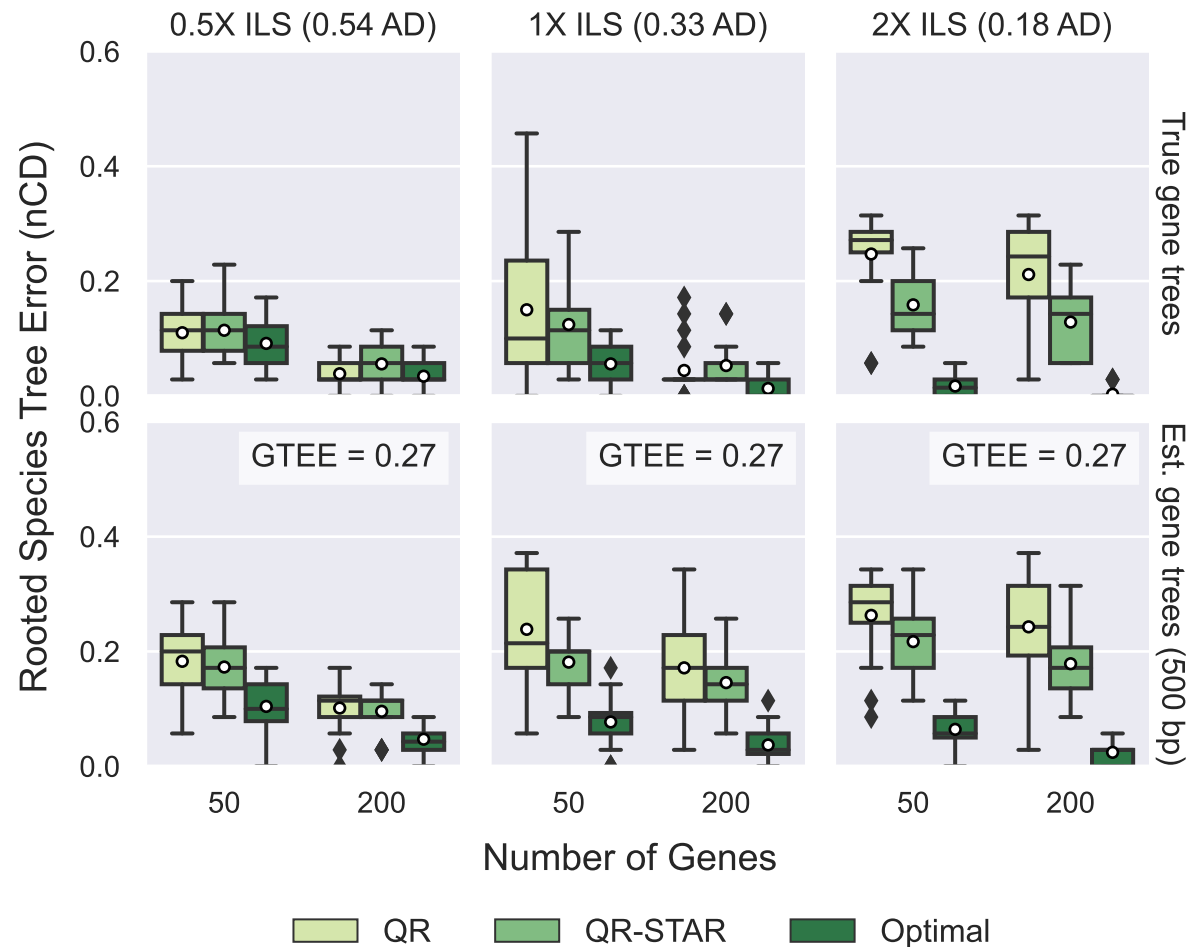 0.5X ILS (0.54 AD) 1X ILS (0.33 AD) 2X ILS (0.18 AD)
0.6
0.4
0.2
0.0
True gene trees
Rooted Species Tree Error (nCD)
0.6
0.4
0.2
0.0
GTEE = 0.27
GTEE = 0.27
GTEE = 0.27
Est. gene trees (500 bp)
50 200 50 200 50 200
Number of Genes
QR QR-STAR Optimal